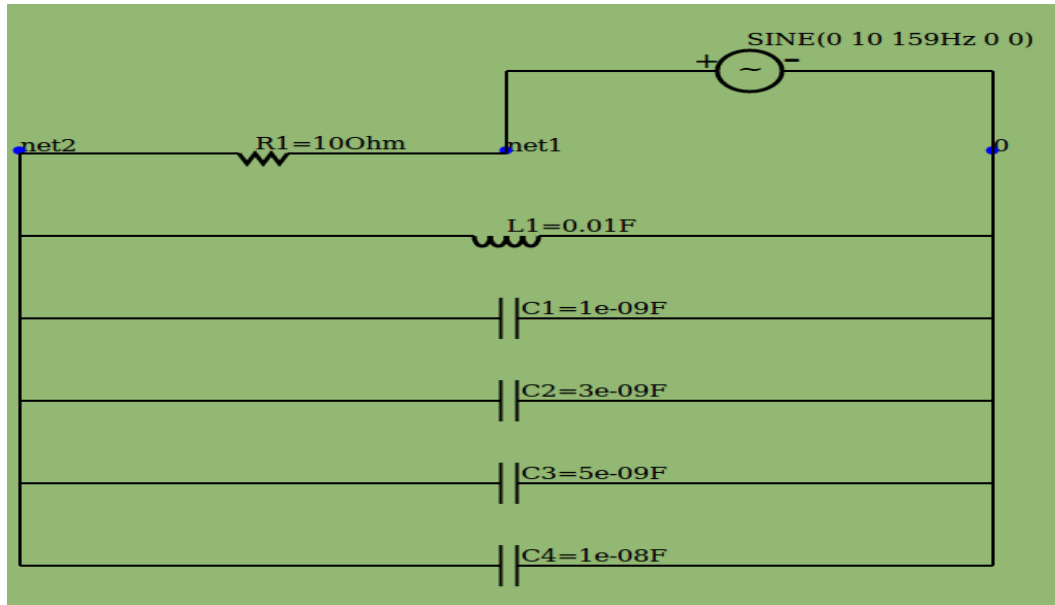 SINE(0 10 159Hz 0 0)
+ ~ -
net2 R1=10Ohm net1 0
L1=0.01F
C1=1e-09F
C2=3e-09F
C3=5e-09F
C4=1e-08F